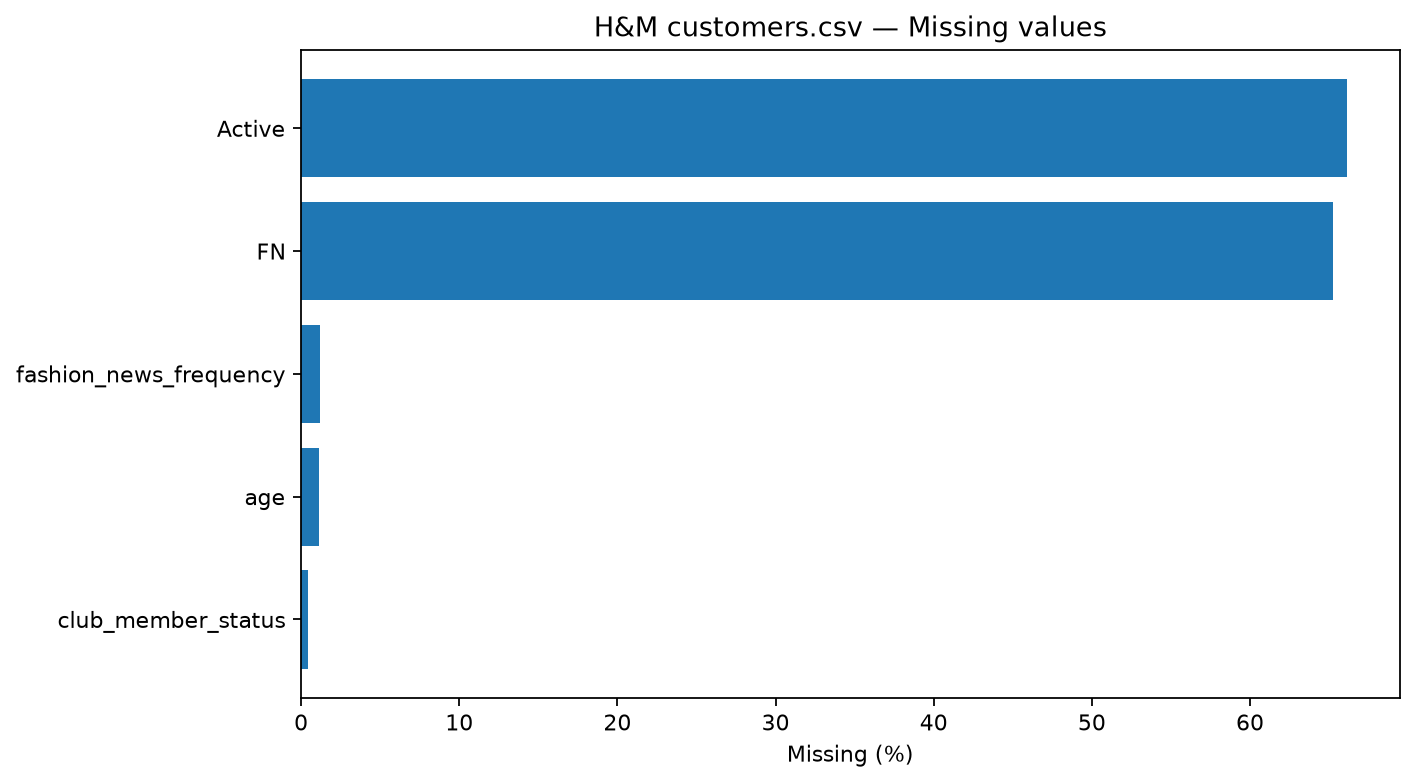 H&M customers.csv — Missing values
Active
FN
fashion_news_frequency
age
club_member_status
0 10 20 30 40 50 60
Missing (%)